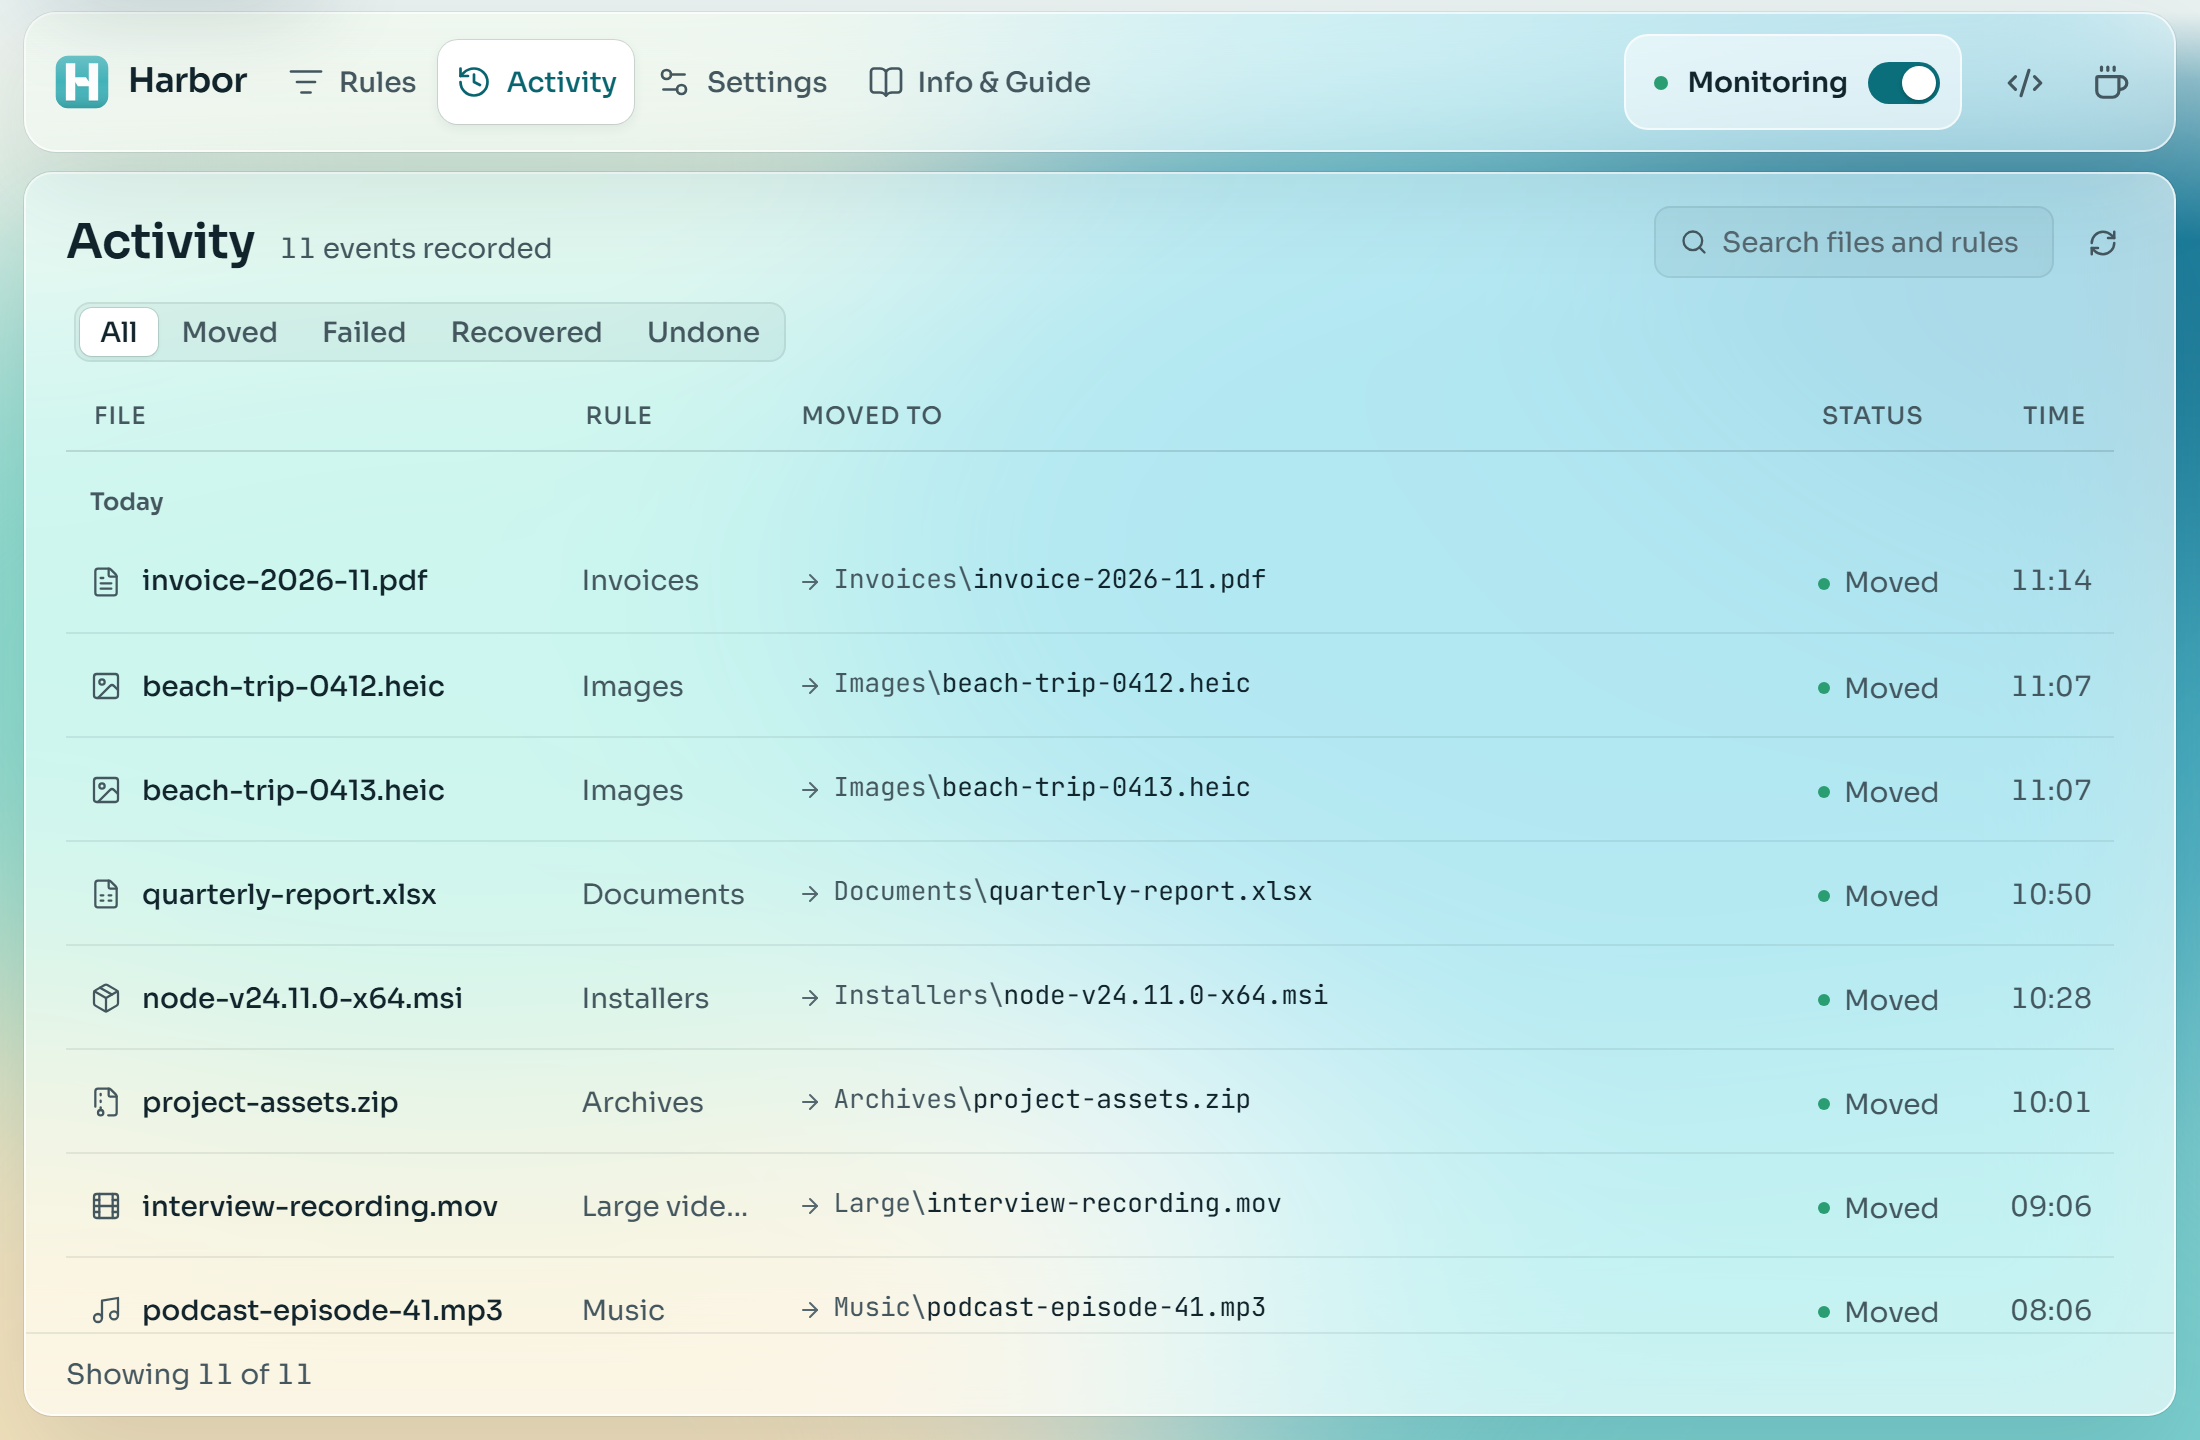 Harbor Rules Activity Settings Info & Guide Monitoring
Activity 11 events recorded Search files and rules
All Moved Failed Recovered Undone
FILE RULE MOVED TO STATUS TIME
Today
invoice-2026-11.pdf Invoices → Invoices\invoice-2026-11.pdf Moved 11:14
beach-trip-0412.heic Images → Images\beach-trip-0412.heic Moved 11:07
beach-trip-0413.heic Images → Images\beach-trip-0413.heic Moved 11:07
quarterly-report.xlsx Documents → Documents\quarterly-report.xlsx Moved 10:50
node-v24.11.0-x64.msi Installers → Installers\node-v24.11.0-x64.msi Moved 10:28
project-assets.zip Archives → Archives\project-assets.zip Moved 10:01
interview-recording.mov Large vide... → Large\interview-recording.mov Moved 09:06
podcast-episode-41.mp3 Music → Music\podcast-episode-41.mp3 Moved 08:06
Showing 11 of 11